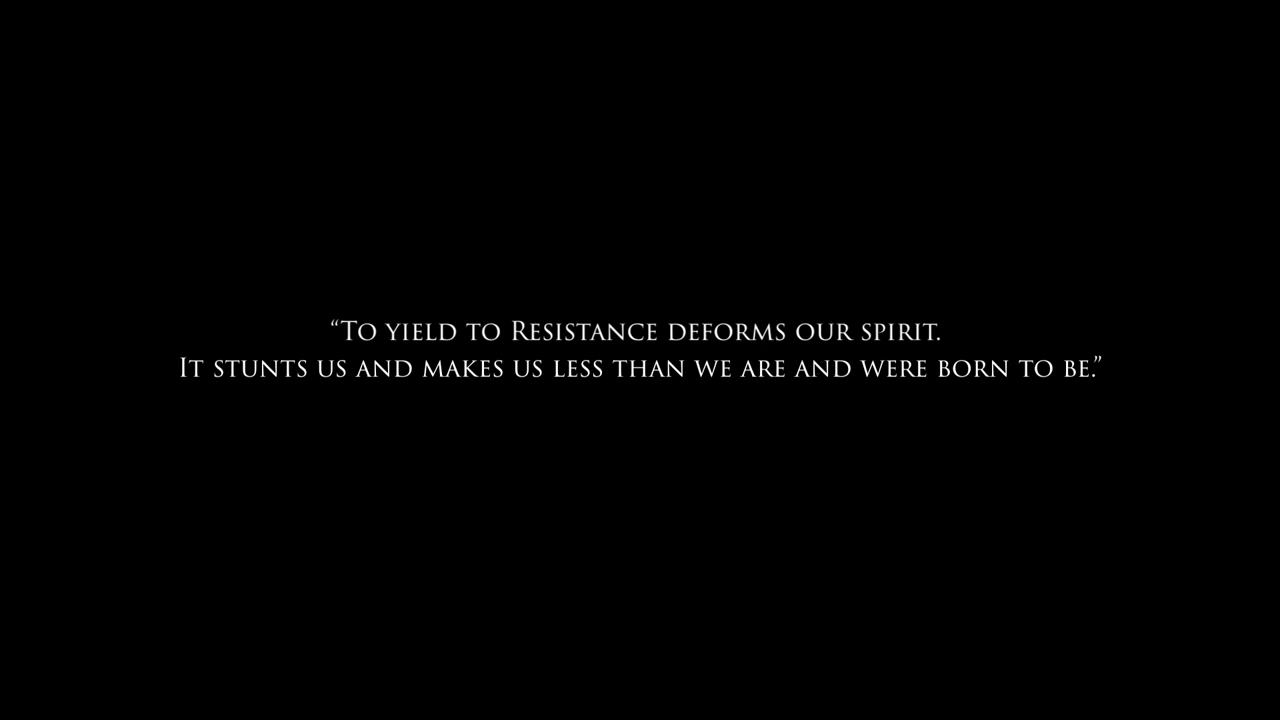 “To yield to Resistance deforms our spirit.
It stunts us and makes us less than we are and were born to be.”